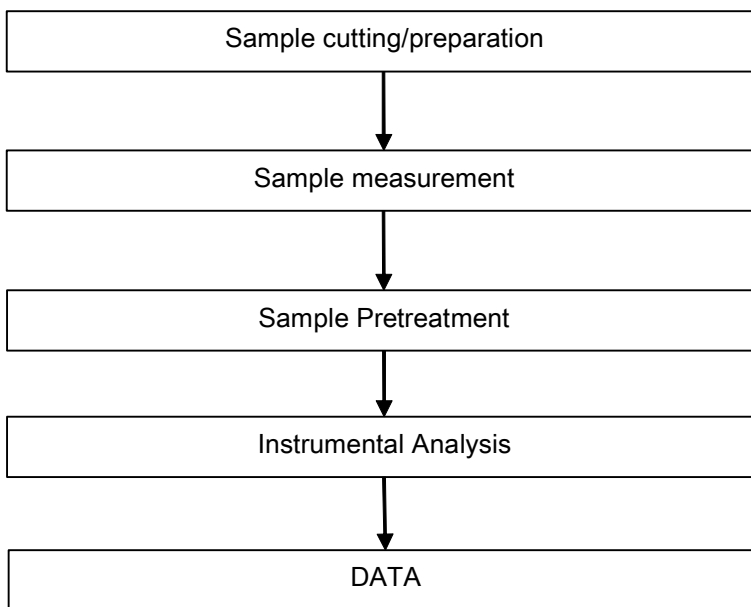 Sample cutting/preparation
Sample measurement
Sample Pretreatment
Instrumental Analysis
DATA